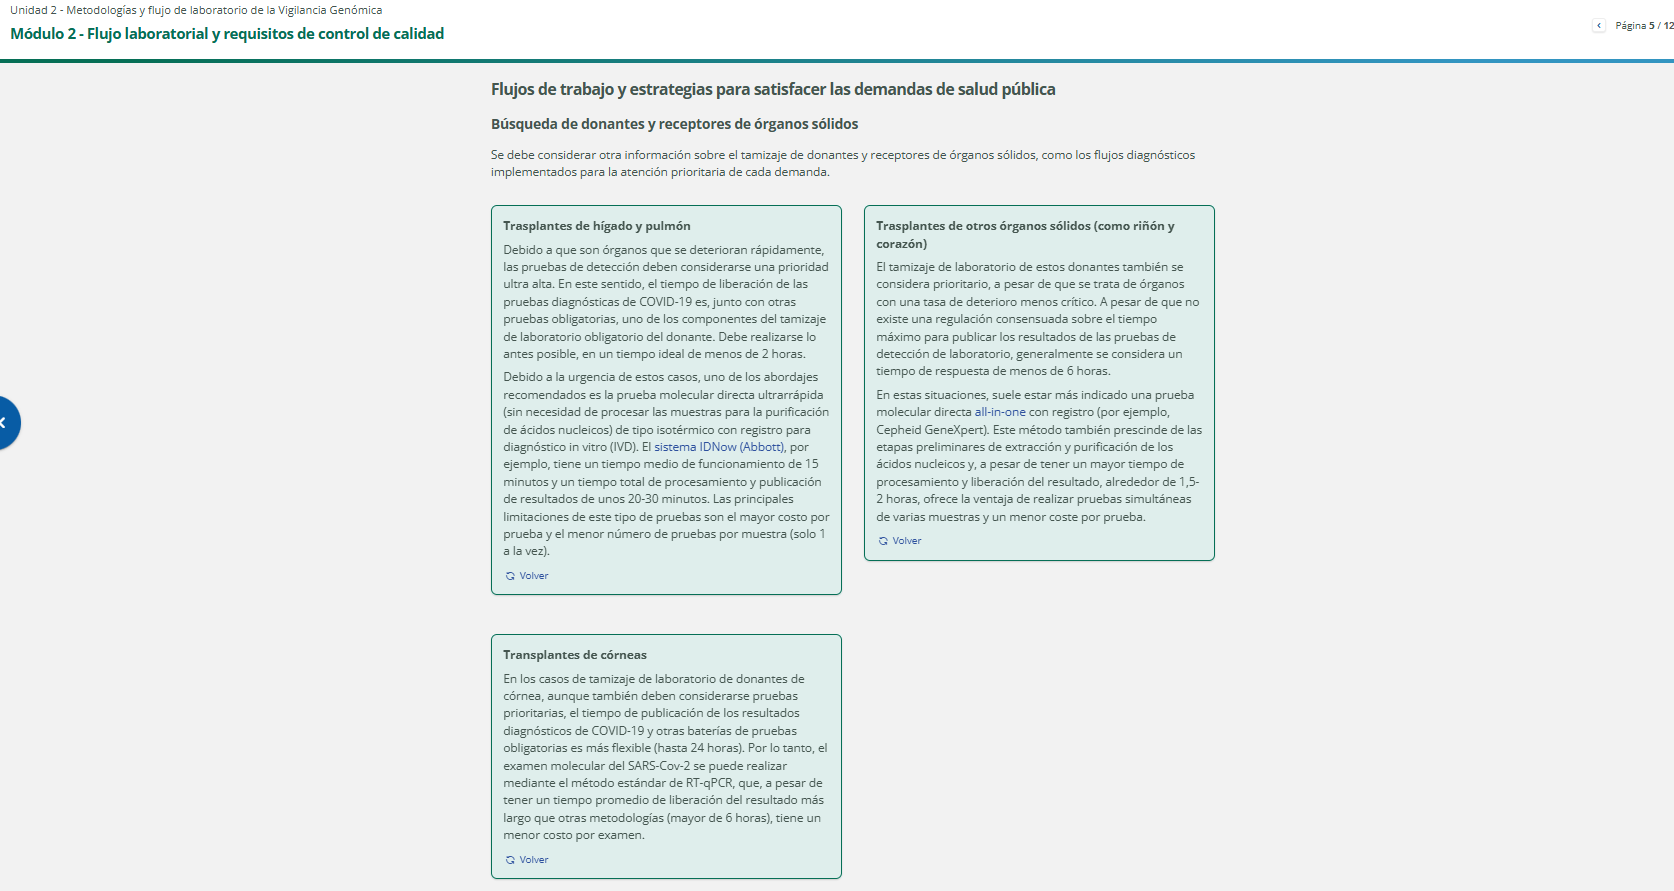 Unidad 2 - Metodologías y flujo de laboratorio de la Vigilancia Genómica
Módulo 2 - Flujo laboratorial y requisitos de control de calidad
Página 5 / 12
Flujos de trabajo y estrategias para satisfacer las demandas de salud pública
Búsqueda de donantes y receptores de órganos sólidos
Se debe considerar otra información sobre el tamizaje de donantes y receptores de órganos sólidos, como los flujos diagnósticos
implementados para la atención prioritaria de cada demanda.
Trasplantes de hígado y pulmón
Debido a que son órganos que se deterioran rápidamente,
las pruebas de detección deben considerarse una prioridad
ultra alta. En este sentido, el tiempo de liberación de las
pruebas diagnósticas de COVID-19 es, junto con otras
pruebas obligatorias, uno de los componentes del tamizaje
de laboratorio obligatorio del donante. Debe realizarse lo
antes posible, en un tiempo ideal de menos de 2 horas.
Debido a la urgencia de estos casos, uno de los abordajes
recomendados es la prueba molecular directa ultrarrápida
(sin necesidad de procesar las muestras para la purificación
de ácidos nucleicos) de tipo isotérmico con registro para
diagnóstico in vitro (IVD). El sistema IDNow (Abbott), por
ejemplo, tiene un tiempo medio de funcionamiento de 15
minutos y un tiempo total de procesamiento y publicación
de resultados de unos 20-30 minutos. Las principales
limitaciones de este tipo de pruebas son el mayor costo por
prueba y el menor número de pruebas por muestra (solo 1
a la vez).
Volver
Trasplantes de otros órganos sólidos (como riñón y
corazón)
El tamizaje de laboratorio de estos donantes también se
considera prioritario, a pesar de que se trata de órganos
con una tasa de deterioro menos crítico. A pesar de que no
existe una regulación consensuada sobre el tiempo
máximo para publicar los resultados de las pruebas de
detección de laboratorio, generalmente se considera un
tiempo de respuesta de menos de 6 horas.
En estas situaciones, suele estar más indicado una prueba
molecular directa all-in-one con registro (por ejemplo,
Cepheid GeneXpert). Este método también prescinde de las
etapas preliminares de extracción y purificación de los
ácidos nucleicos y, a pesar de tener un mayor tiempo de
procesamiento y liberación del resultado, alrededor de 1,5-
2 horas, ofrece la ventaja de realizar pruebas simultáneas
de varias muestras y un menor coste por prueba.
Volver
Transplantes de córneas
En los casos de tamizaje de laboratorio de donantes de
córnea, aunque también deben considerarse pruebas
prioritarias, el tiempo de publicación de los resultados
diagnósticos de COVID-19 y otras baterías de pruebas
obligatorias es más flexible (hasta 24 horas). Por lo tanto, el
examen molecular del SARS-Cov-2 se puede realizar
mediante el método estándar de RT-qPCR, que, a pesar de
tener un tiempo promedio de liberación del resultado más
largo que otras metodologías (mayor de 6 horas), tiene un
menor costo por examen.
Volver